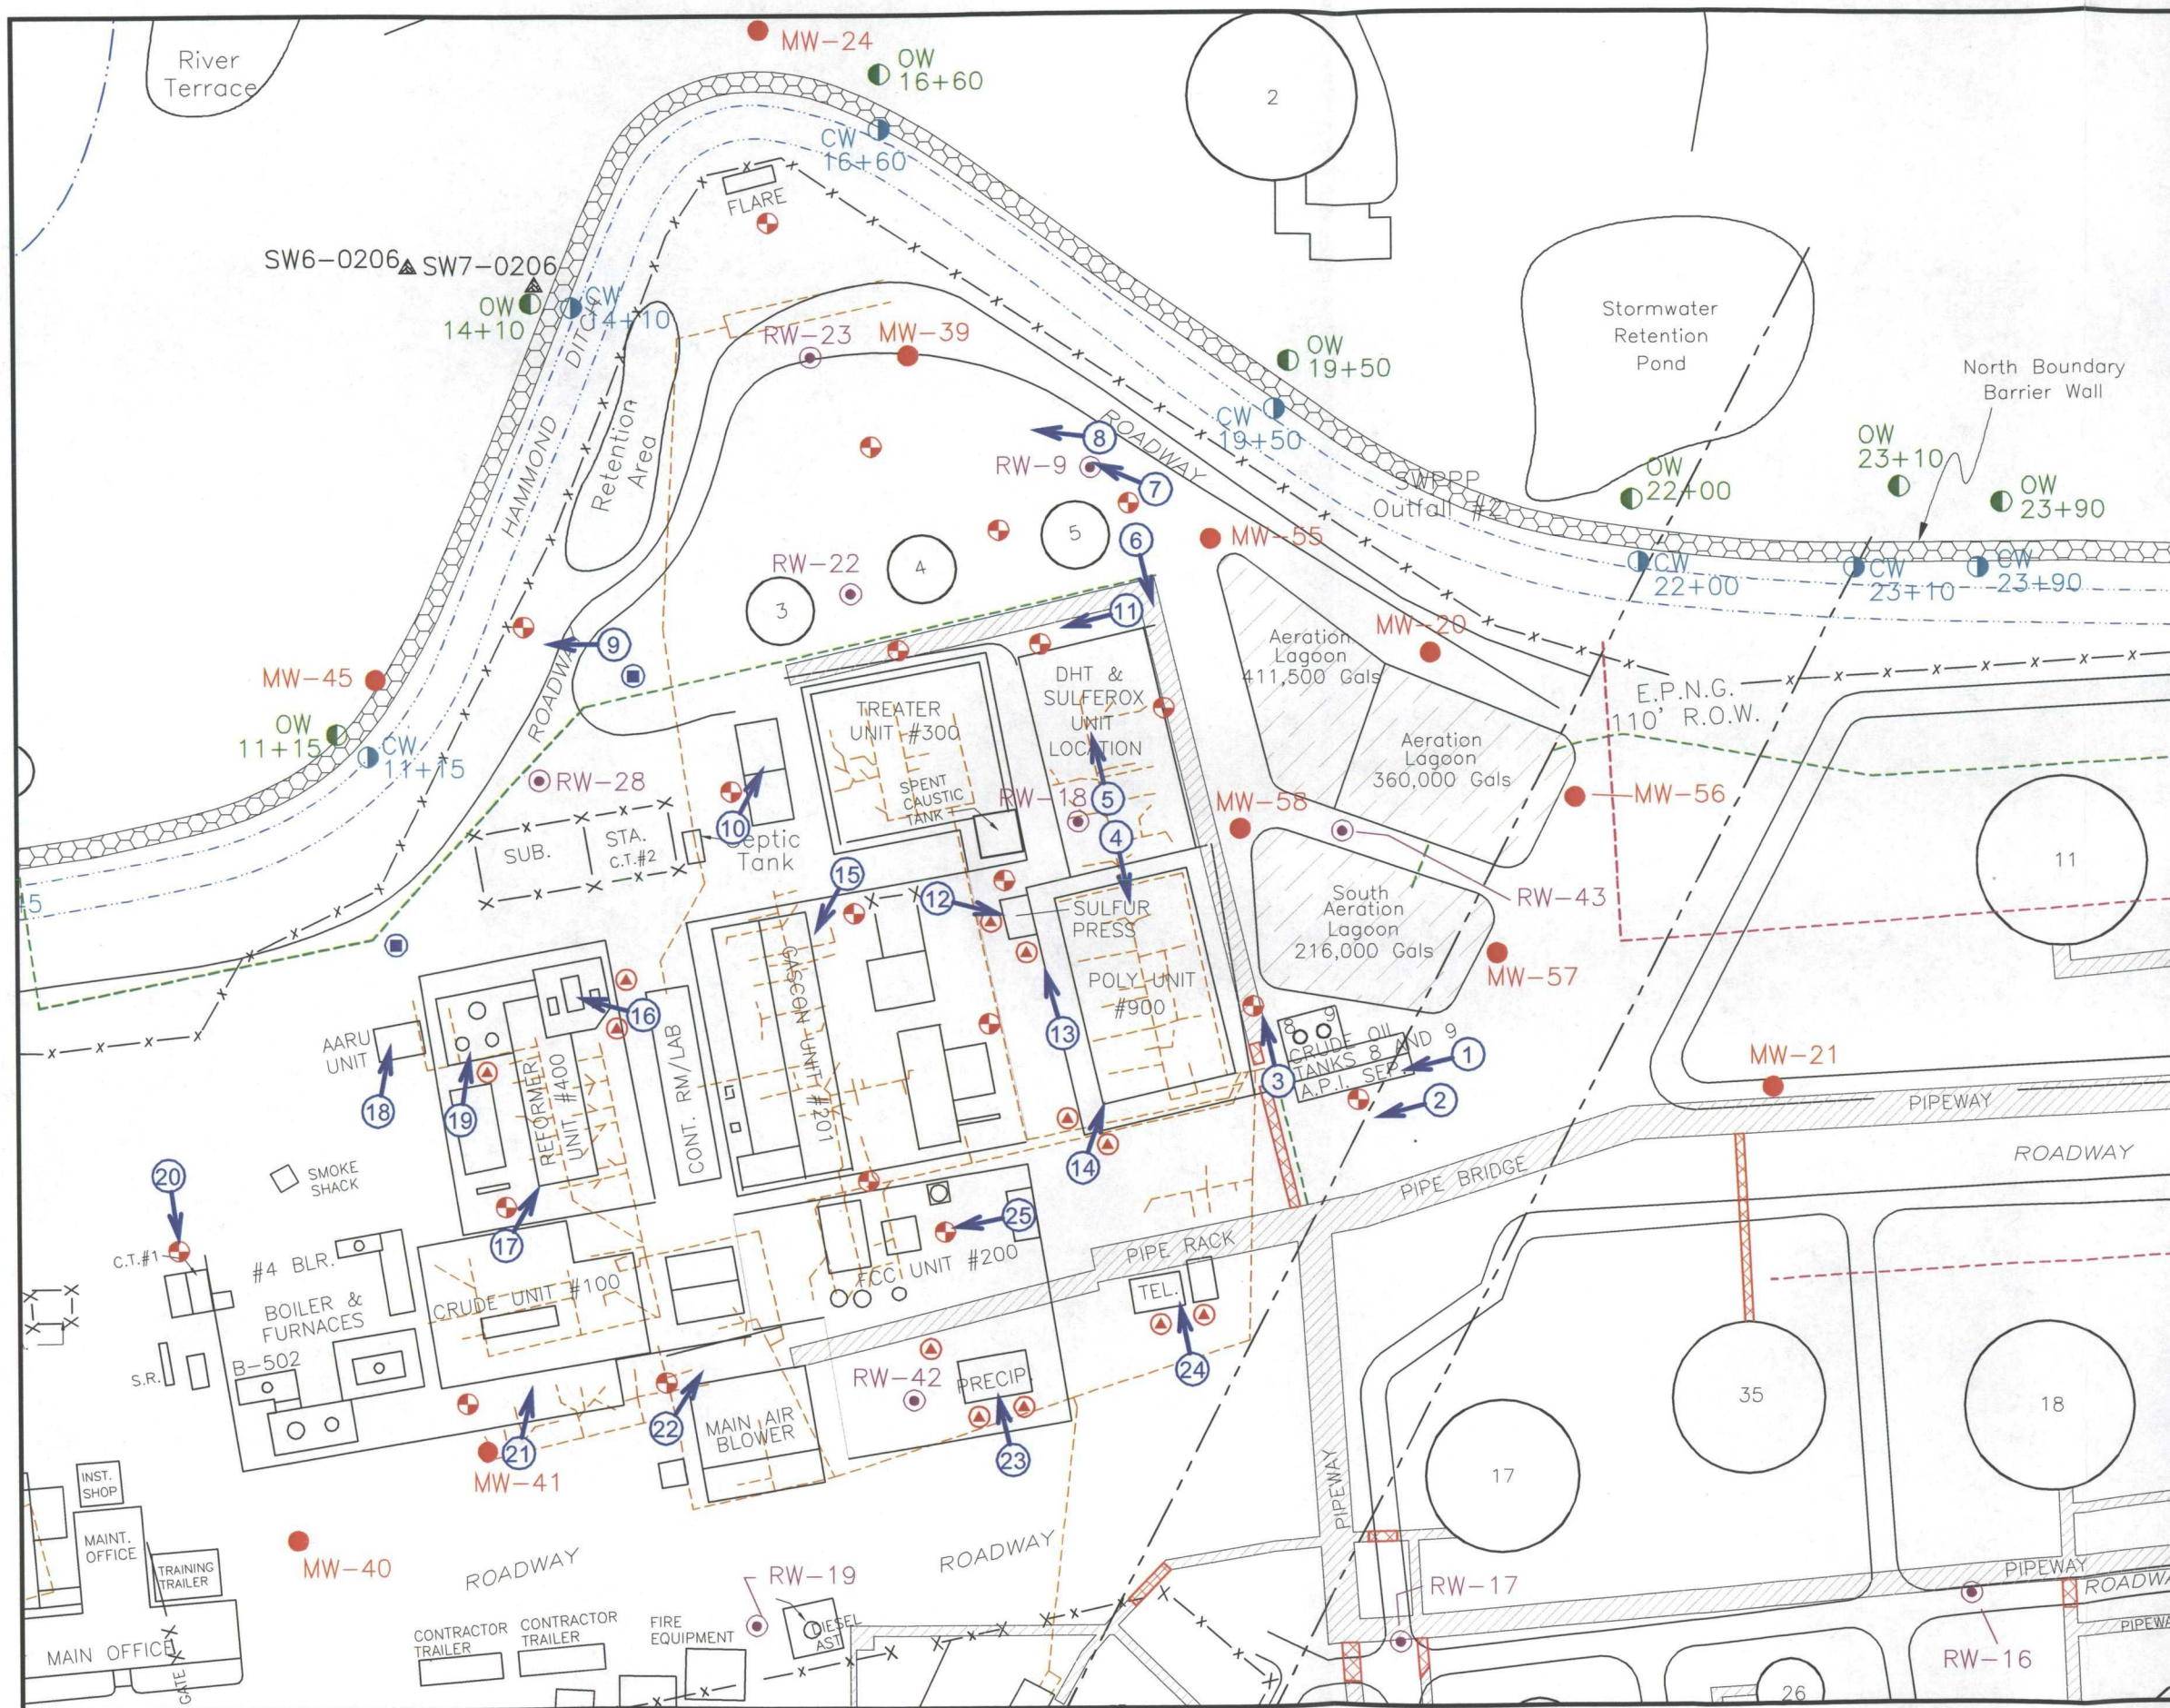 River
Terrace
MW-24
OW
16+60
CW
16+60
2
FLARE
SW6-0206
SW7-0206
OW
14+10
CW
14+10
HAMMOND DITCH
Retention
Area
RW-23
MW-39
OW
19+50
CW
19+50
ROADWAY
Stormwater
Retention
Pond
North Boundary
Barrier Wall
OW
23+10
OW
22+00
OW
23+90
SWPPP
Outfall #2
CW
22+00
CW
23+10
CW
23+90
8
RW-9
7
MW-55
6
5
4
3
RW-22
11
9
MW-45
OW
11+15
CW
11+15
ROADWAY
RW-28
Aeration
Lagoon
411,500 Gals
MW-20
E.P.N.G.
110' R.O.W.
DHT &
SULFEROX
UNIT
LOCATION
TREATER
UNIT #300
SPENT
CAUSTIC
TANK
RW-18
5
4
Aeration
Lagoon
360,000 Gals
MW-56
MW-58
11
10
Septic
Tank
SUB.
STA.
C.T.#2
15
12
SULFUR
PRESS
South
Aeration
Lagoon
216,000 Gals
RW-43
MW-57
POLY UNIT
#900
13
GASCON UNIT #201
16
CONT. RM/LAB
AARU
UNIT
18
19
REFORMER
UNIT #400
8
9
CRUDE OIL
TANKS 8 AND 9
A.P.I. SEP.
1
2
3
MW-21
PIPEWAY
ROADWAY
14
PIPE BRIDGE
PIPE RACK
SMOKE
SHACK
20
C.T.#1
#4 BLR.
17
25
FCC UNIT #200
CRUDE UNIT #100
BOILER &
FURNACES
B-502
S.R.
TEL.
24
RW-42
PRECIP.
23
22
MAIN AIR
BLOWER
21
MW-41
35
18
17
PIPEWAY
INST.
SHOP
MAINT.
OFFICE
TRAINING
TRAILER
MW-40
ROADWAY
ROADWAY
RW-19
DIESEL
AST
RW-17
PIPEWAY
ROADWA
PIPEWA
RW-16
CONTRACTOR
TRAILER
CONTRACTOR
TRAILER
FIRE
EQUIPMENT
MAIN OFFICE
GATE
26